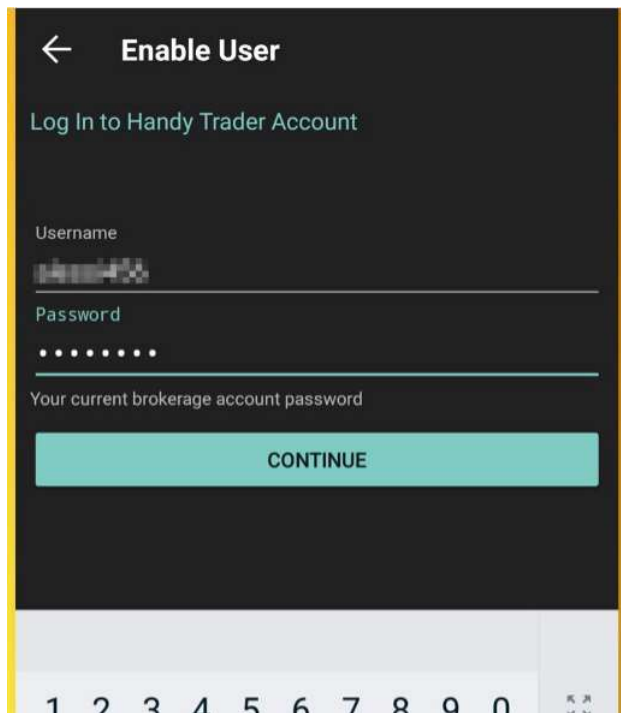 Enable User
Log In to Handy Trader Account
Username
Password
••••••••
Your current brokerage account password
CONTINUE
1 2 3 4 5 6 7 8 9 0